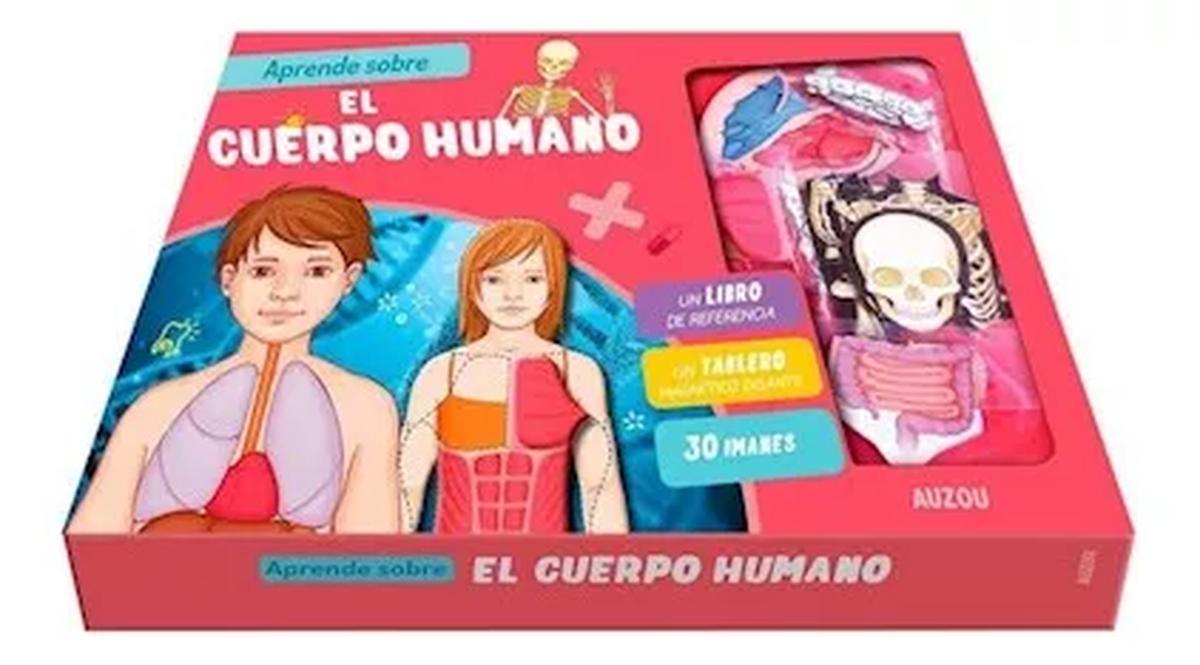 Aprende sobre
EL
CUERPO HUMANO
UN LIBRO
DE REFERENCIA
UN TABLERO
MAGNÉTICO GIGANTE
30 IMANES
AUZOU
Aprende sobre EL CUERPO HUMANO
AUZOU